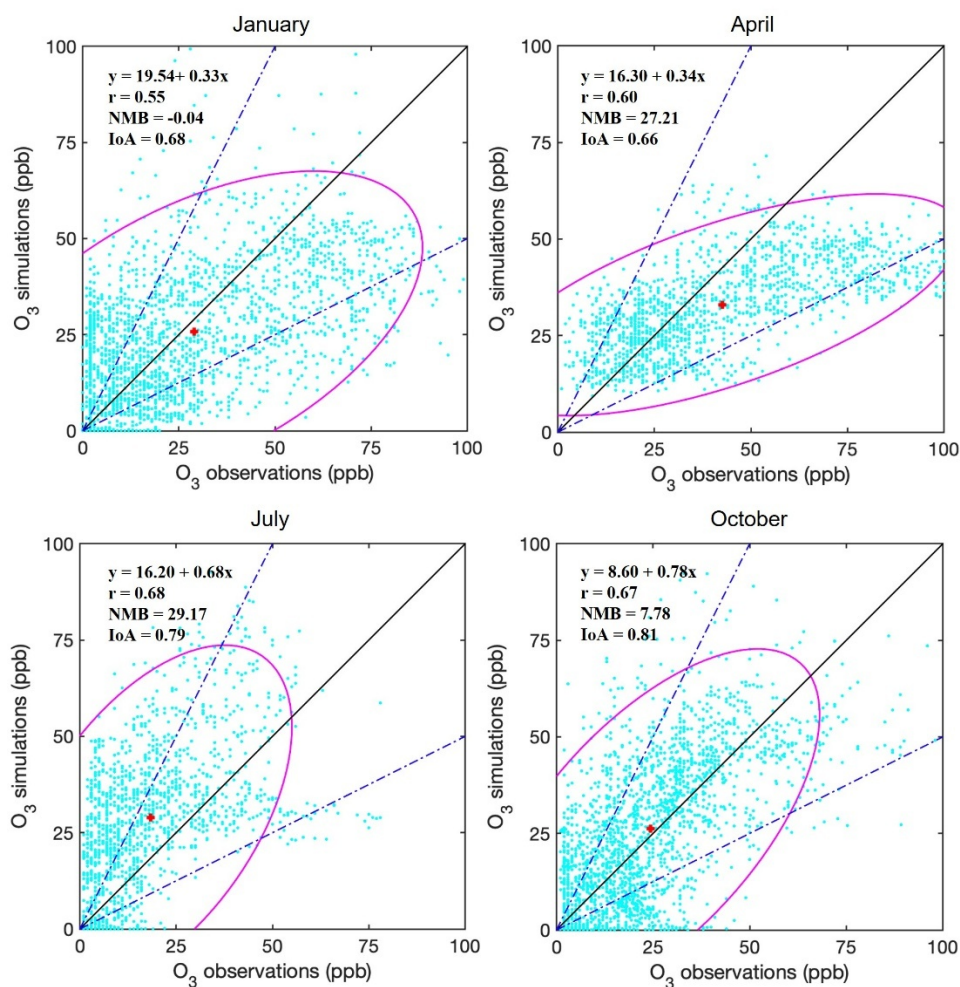 January
100
75
50
25
0
y = 19.54+ 0.33x
r = 0.55
NMB = -0.04
IoA = 0.68
O3 simulations (ppb)
0 25 50 75 100
O3 observations (ppb)
April
100
75
50
25
0
y = 16.30 + 0.34x
r = 0.60
NMB = 27.21
IoA = 0.66
O3 simulations (ppb)
0 25 50 75 100
O3 observations (ppb)
July
100
75
50
25
0
y = 16.20 + 0.68x
r = 0.68
NMB = 29.17
IoA = 0.79
O3 simulations (ppb)
0 25 50 75 100
O3 observations (ppb)
October
100
75
50
25
0
y = 8.60 + 0.78x
r = 0.67
NMB = 7.78
IoA = 0.81
O3 simulations (ppb)
0 25 50 75 100
O3 observations (ppb)